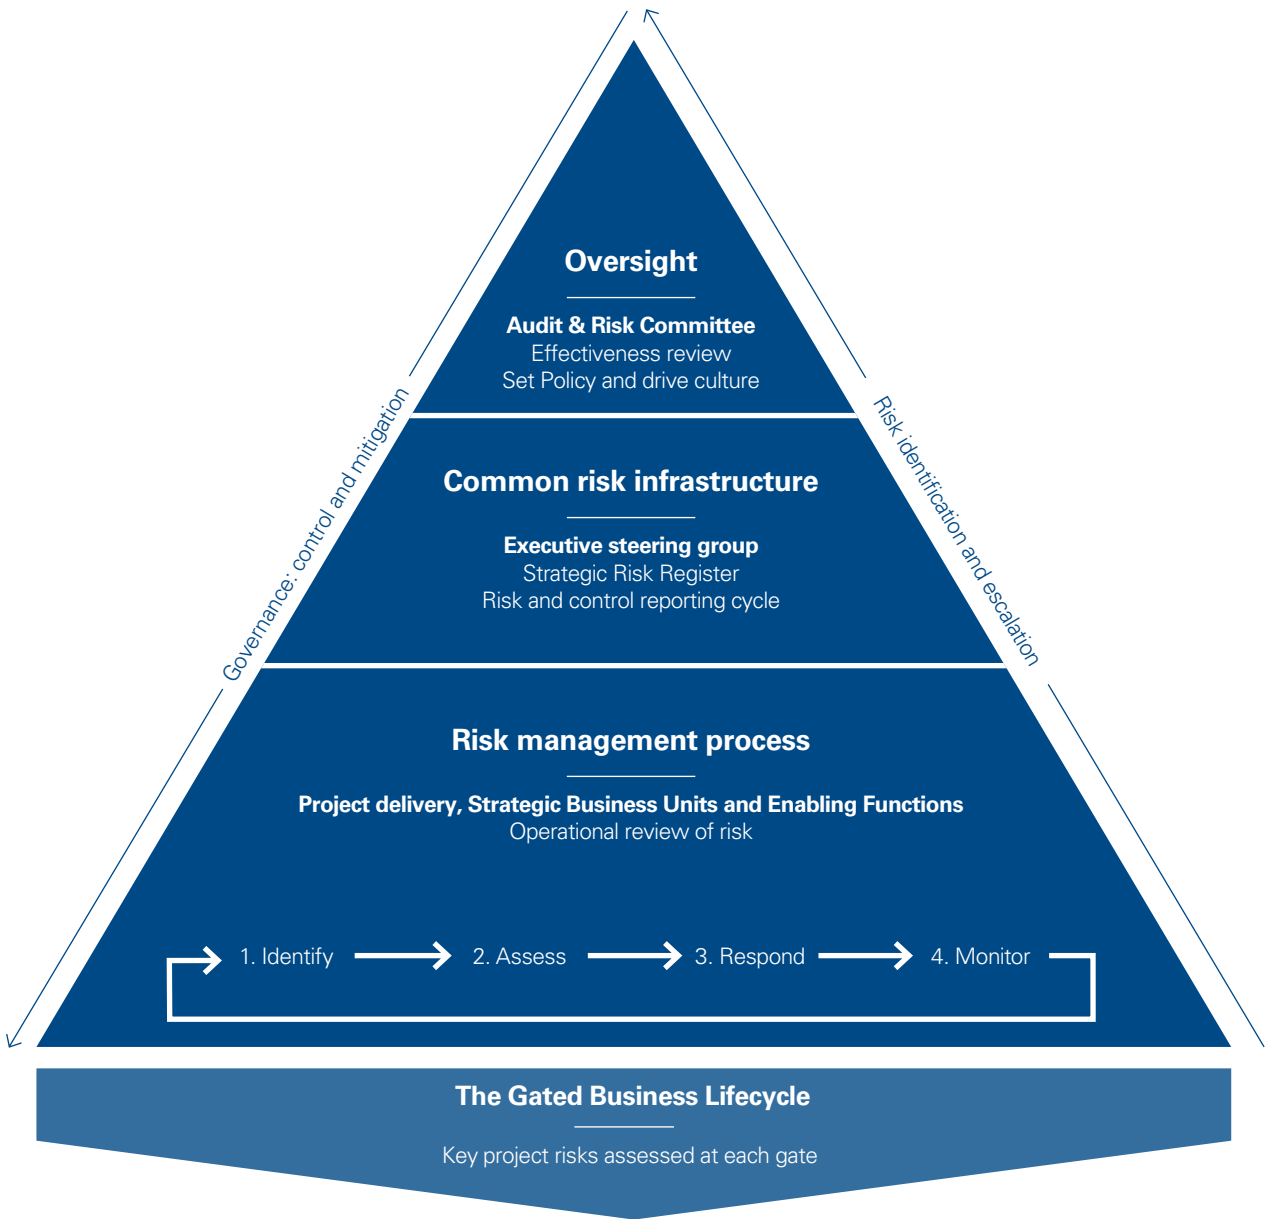 Oversight
Audit & Risk Committee
Effectiveness review
Set Policy and drive culture
Governance: control and mitigation
Risk identification and escalation
Common risk infrastructure
Executive steering group
Strategic Risk Register
Risk and control reporting cycle
Risk management process
Project delivery, Strategic Business Units and Enabling Functions
Operational review of risk
1. Identify
2. Assess
3. Respond
4. Monitor
The Gated Business Lifecycle
Key project risks assessed at each gate